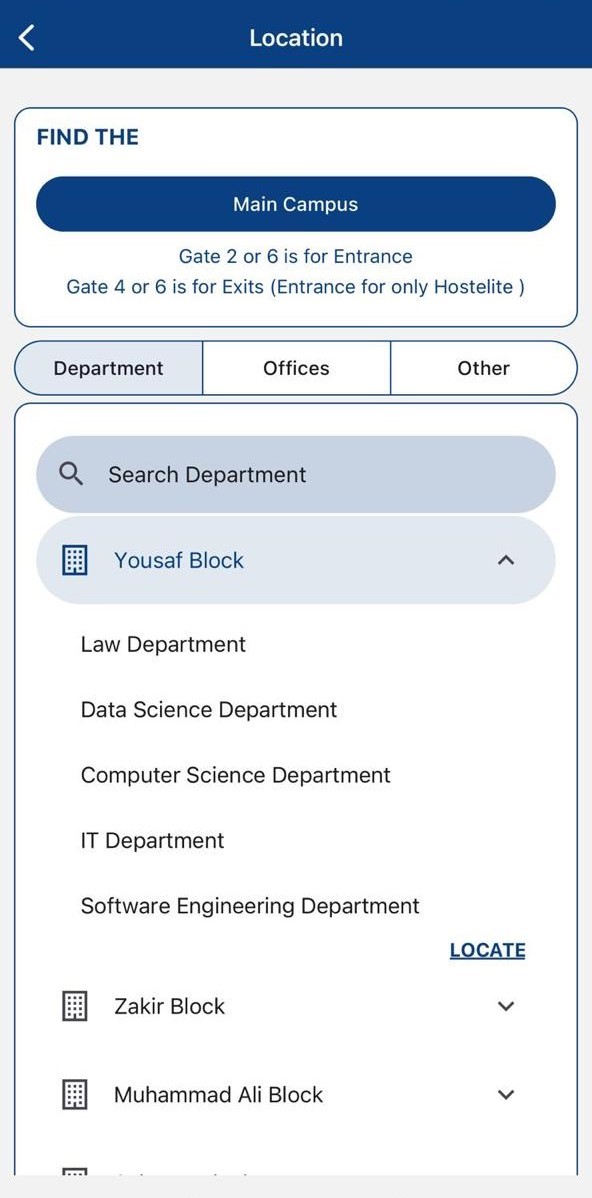 Location
FIND THE
Main Campus
Gate 2 or 6 is for Entrance
Gate 4 or 6 is for Exits (Entrance for only Hostelite )
Department
Offices
Other
Search Department
Yousaf Block
Law Department
Data Science Department
Computer Science Department
IT Department
Software Engineering Department
LOCATE
Zakir Block
Muhammad Ali Block